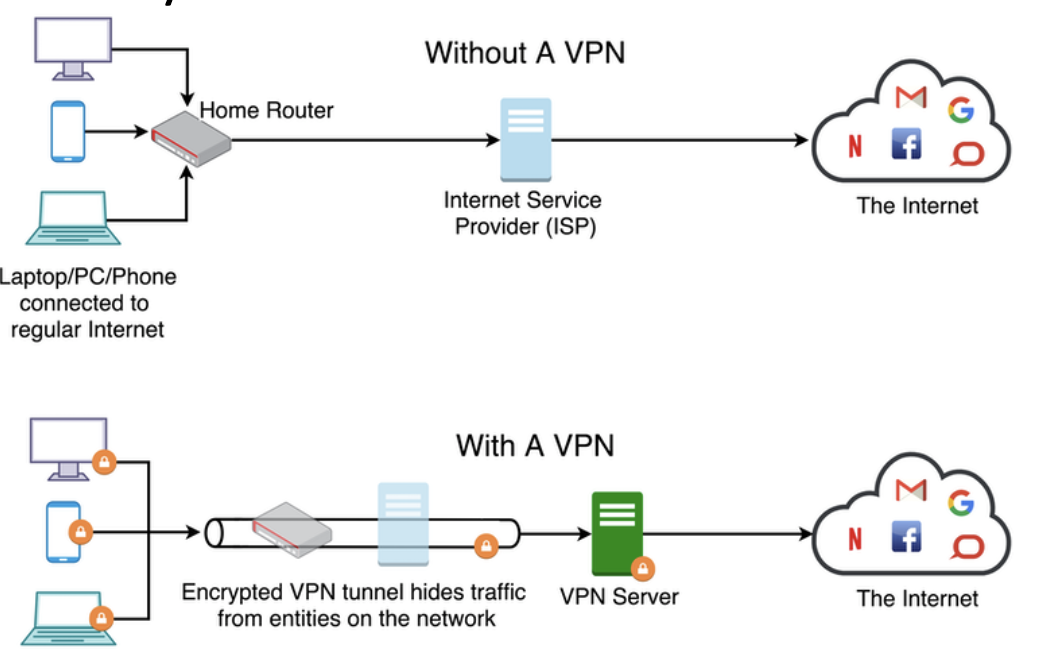 Without A VPN
Home Router
Internet Service
Provider (ISP)
The Internet
Laptop/PC/Phone
connected to
regular Internet
With A VPN
Encrypted VPN tunnel hides traffic
from entities on the network
VPN Server
The Internet